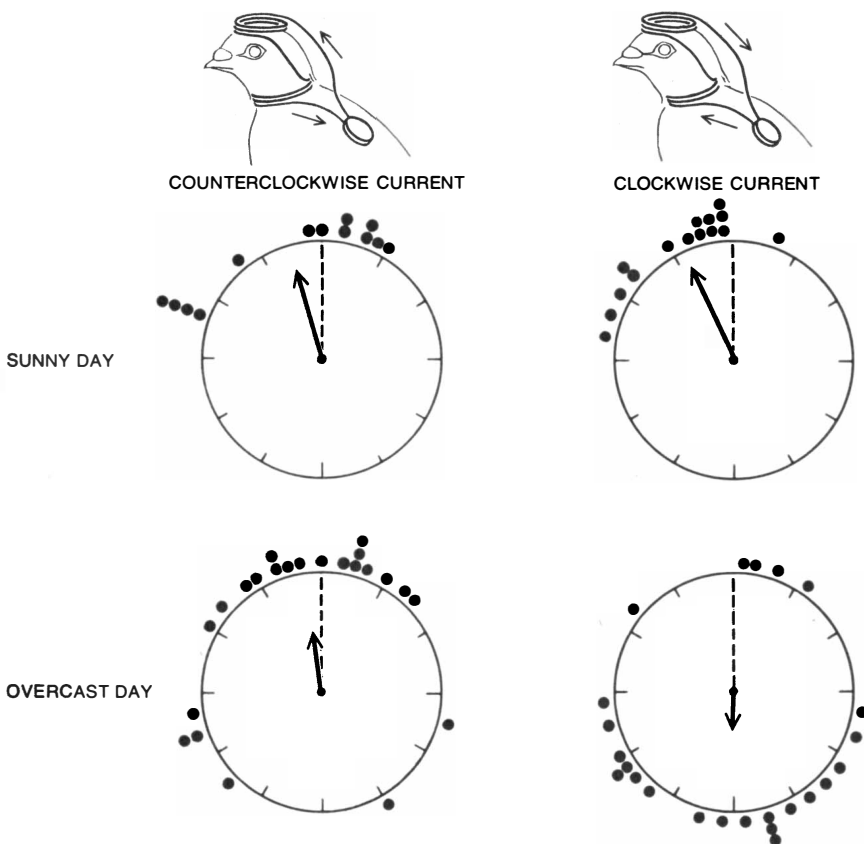 COUNTERCLOCKWISE CURRENT
CLOCKWISE CURRENT
SUNNY DAY
OVERCAST DAY